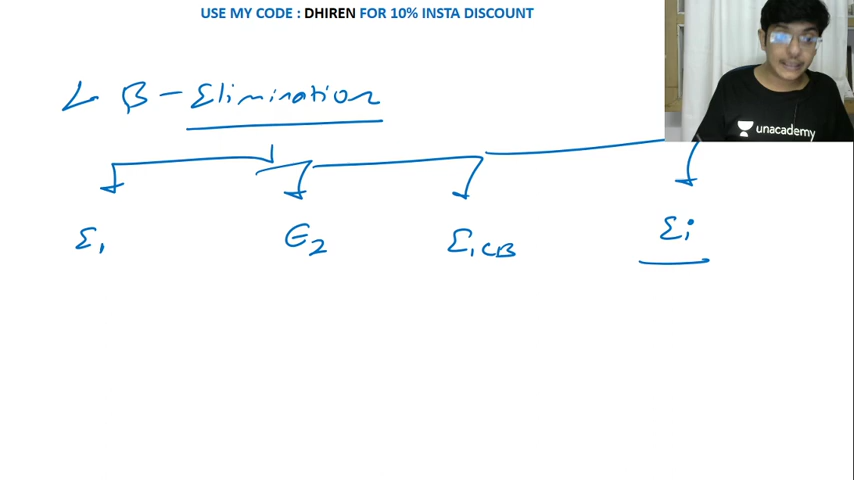 USE MY CODE : DHIREN FOR 10% INSTA DISCOUNT
unacademy
β - Elimination
E1 E2 E1CB Ei